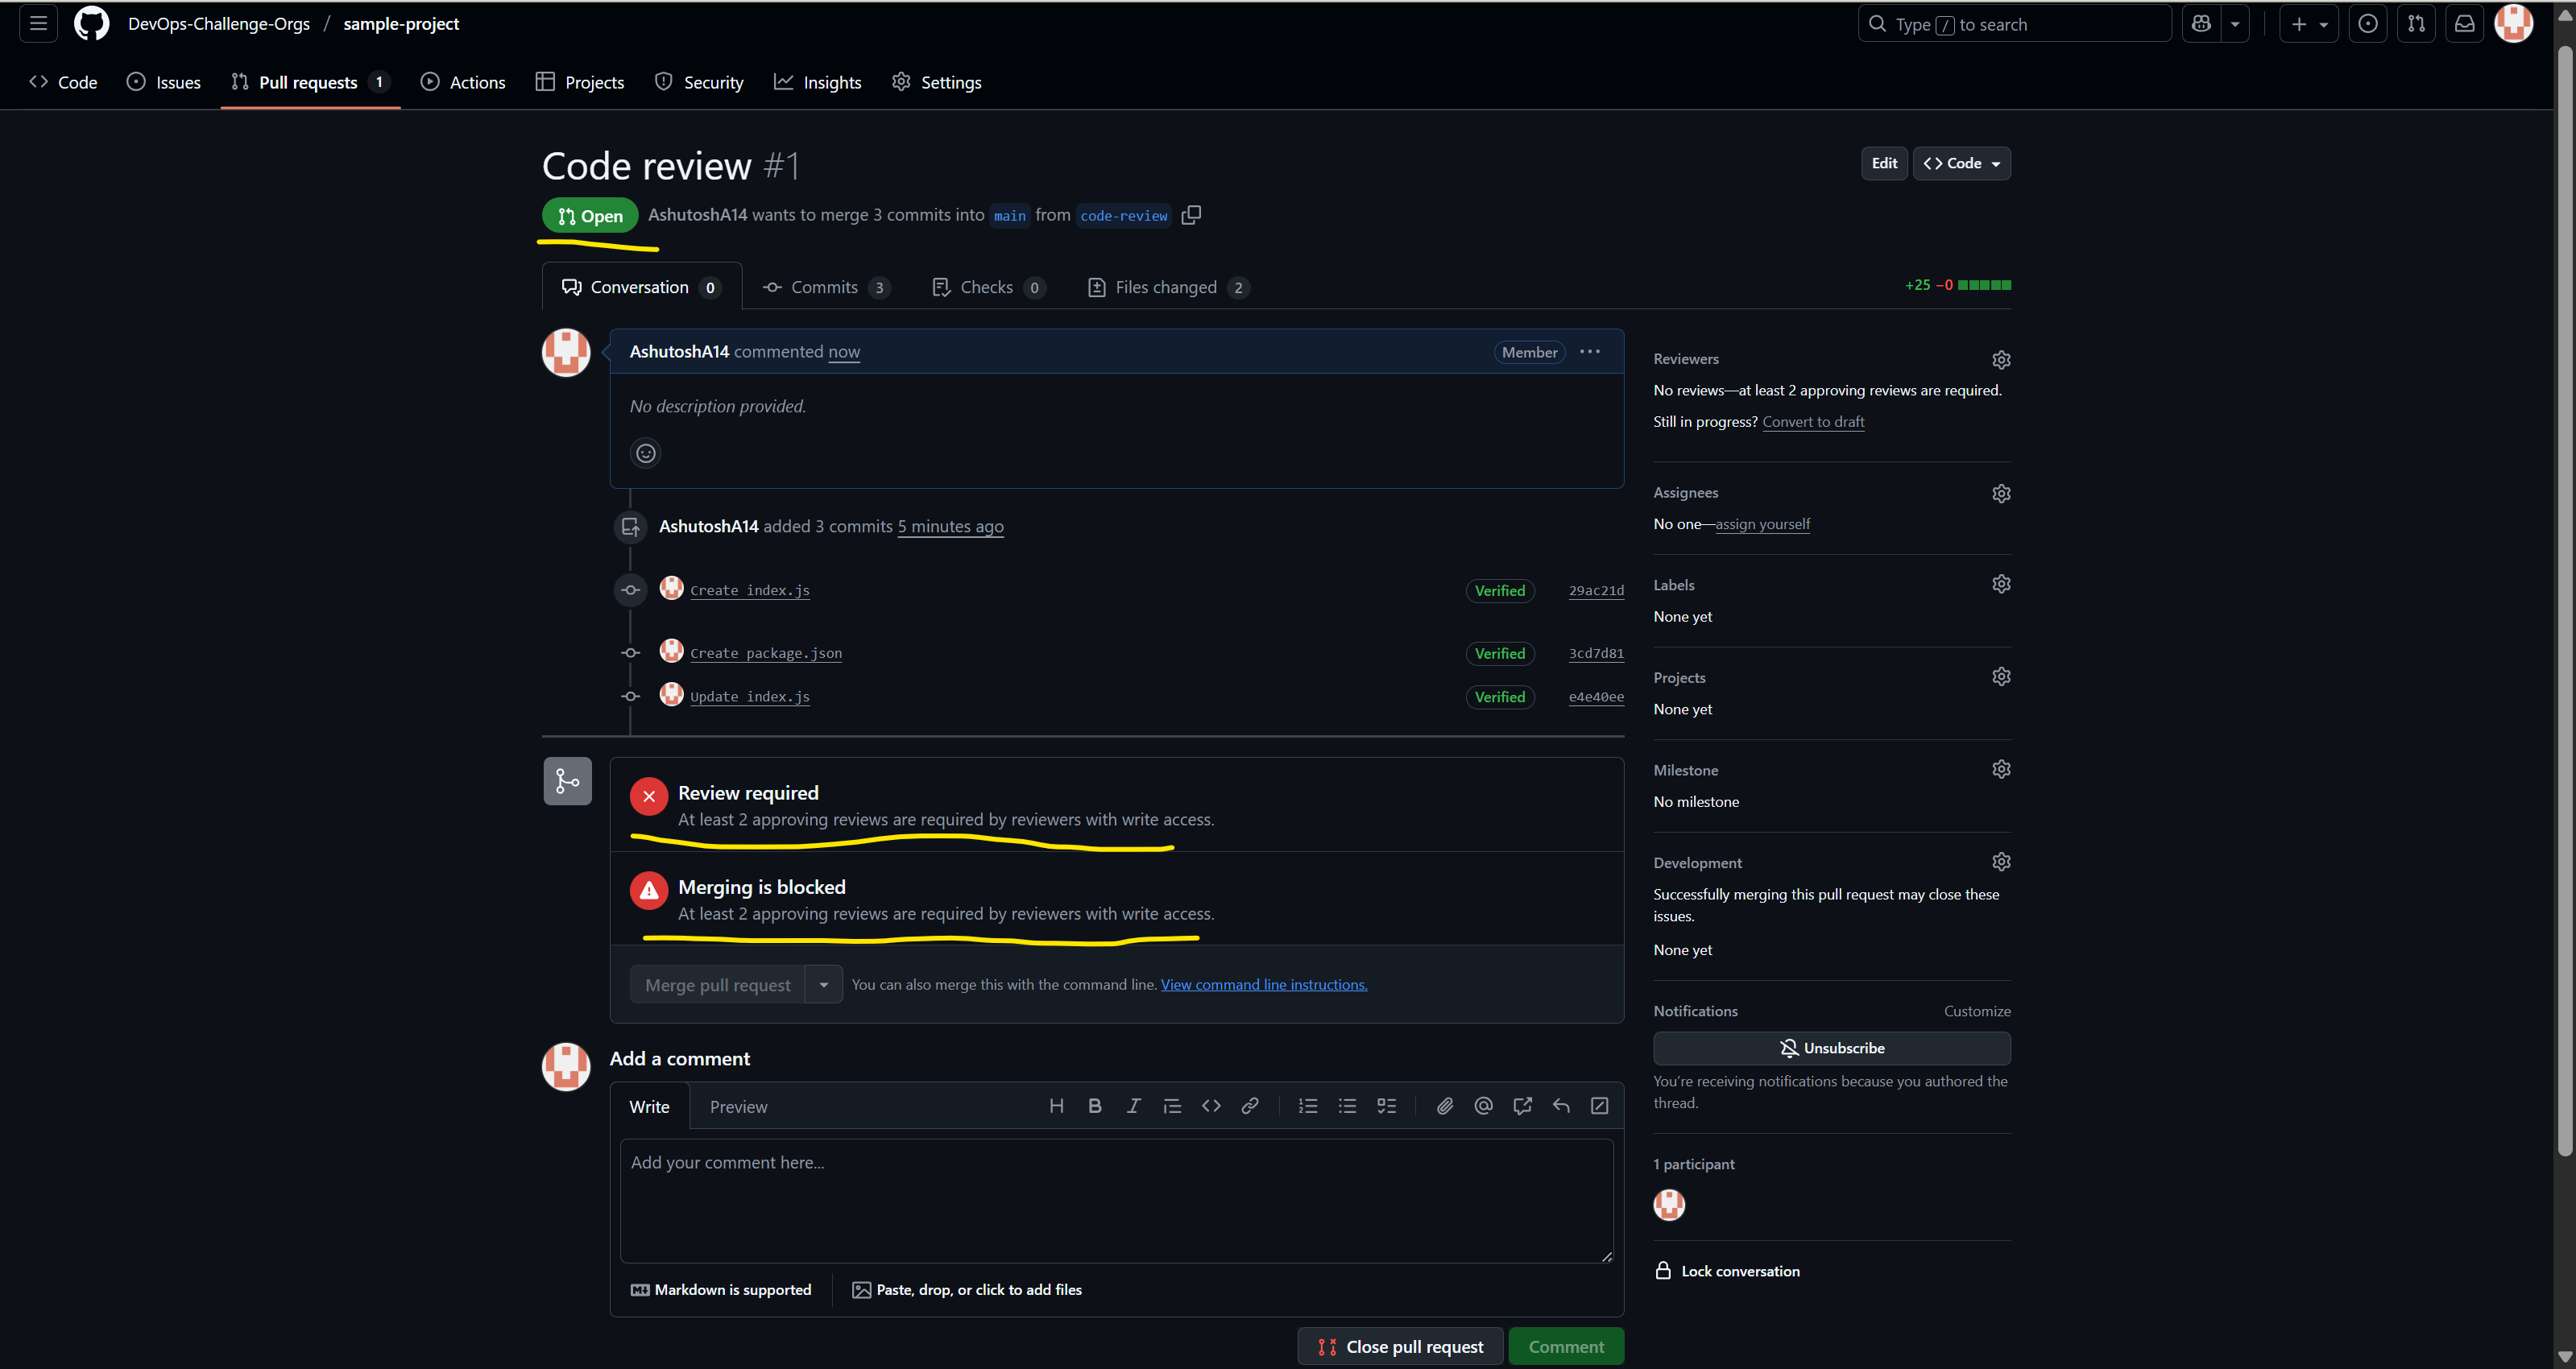 DevOps-Challenge-Orgs / sample-project
Type / to search
Code
Issues
Pull requests 1
Actions
Projects
Security
Insights
Settings
Code review #1
Edit
Code
Open
AshutoshA14 wants to merge 3 commits into main from code-review
Conversation 0
Commits 3
Checks 0
Files changed 2
+25 −0
AshutoshA14 commented now
Member
No description provided.
AshutoshA14 added 3 commits 5 minutes ago
Create index.js
Verified
29ac21d
Create package.json
Verified
3cd7d81
Update index.js
Verified
e4e40ee
Review required
At least 2 approving reviews are required by reviewers with write access.
Merging is blocked
At least 2 approving reviews are required by reviewers with write access.
Merge pull request
You can also merge this with the command line. View command line instructions.
Add a comment
Write
Preview
Add your comment here...
Markdown is supported
Paste, drop, or click to add files
Close pull request
Comment
Reviewers
No reviews—at least 2 approving reviews are required.
Still in progress? Convert to draft
Assignees
No one—assign yourself
Labels
None yet
Projects
None yet
Milestone
No milestone
Development
Successfully merging this pull request may close these
issues.
None yet
Notifications
Customize
Unsubscribe
You're receiving notifications because you authored the
thread.
1 participant
Lock conversation